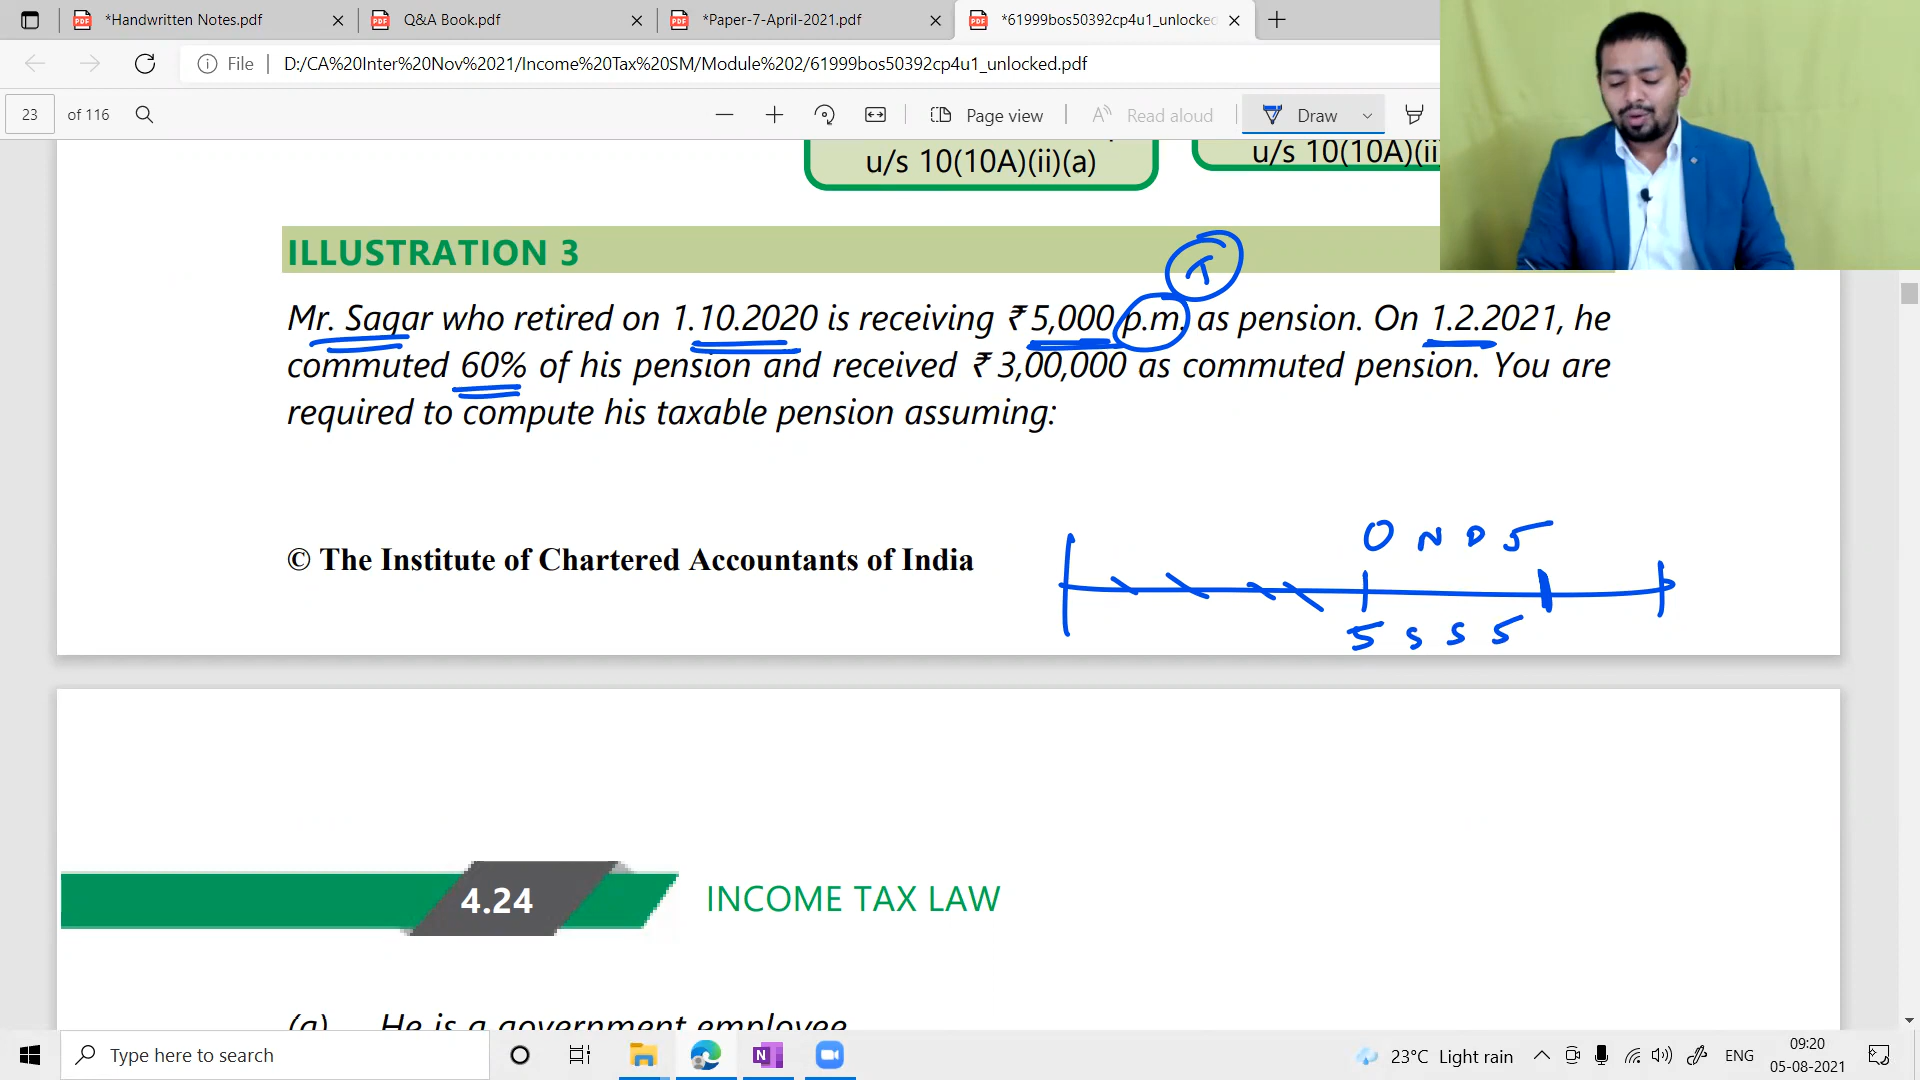 *Handwritten Notes.pdf
Q&A Book.pdf
*Paper-7-April-2021.pdf
*61999bos50392cp4u1_unlocked
File
D:/CA%20Inter%20Nov%2021/Income%20Tax%20SM/Module%202/61999bos50392cp4u1_unlocked.pdf
23 of 116
Page view
Read aloud
Draw
u/s 10(10A)(ii)(a)
u/s 10(10A)(ii
ILLUSTRATION 3
T
Mr. Sagar who retired on 1.10.2020 is receiving ₹ 5,000 p.m. as pension. On 1.2.2021, he
commuted 60% of his pension and received ₹ 3,00,000 as commuted pension. You are
required to compute his taxable pension assuming:
O N D J
© The Institute of Chartered Accountants of India
5 5 5 5
4.24 INCOME TAX LAW
(a) He is a government employee
Type here to search
23°C Light rain
ENG
09:20
05-08-2021